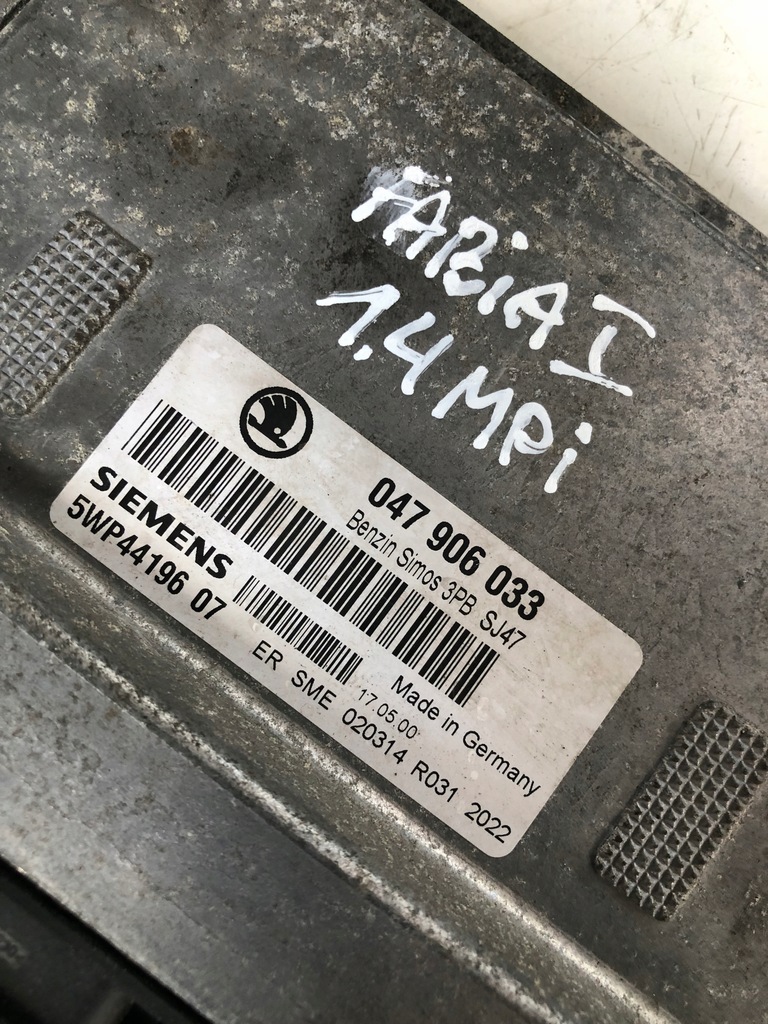 FABIA I
1.4 MPi
047 906 033
Benzin Simos 3PB SJ47
SIEMENS
5WP44196 07
Made in Germany
17.05.00
ER SME 020314 R031 2022